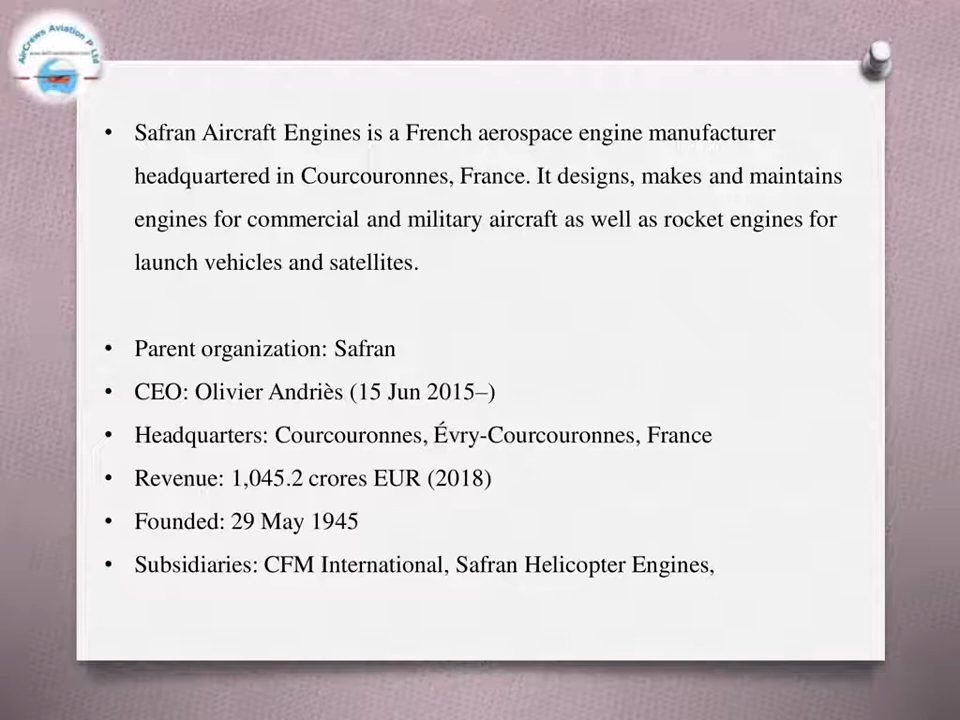 AirCrews Aviation P Ltd
• Safran Aircraft Engines is a French aerospace engine manufacturer
headquartered in Courcouronnes, France. It designs, makes and maintains
engines for commercial and military aircraft as well as rocket engines for
launch vehicles and satellites.
• Parent organization: Safran
• CEO: Olivier Andriès (15 Jun 2015–)
• Headquarters: Courcouronnes, Évry-Courcouronnes, France
• Revenue: 1,045.2 crores EUR (2018)
• Founded: 29 May 1945
• Subsidiaries: CFM International, Safran Helicopter Engines,